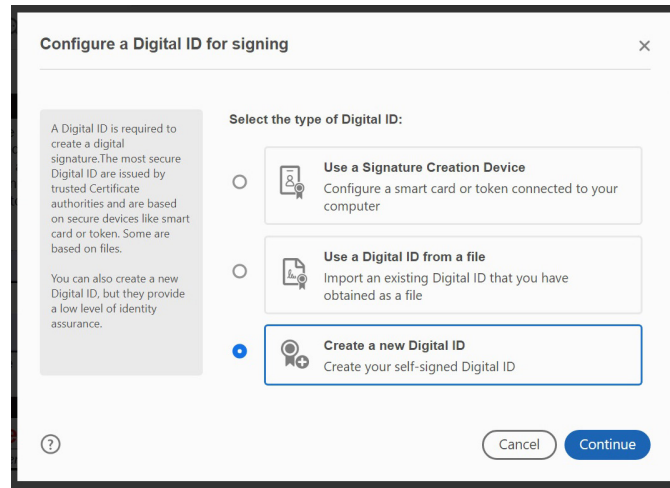 Configure a Digital ID for signing
A Digital ID is required to
create a digital
signature.The most secure
Digital ID are issued by
trusted Certificate
authorities and are based
on secure devices like smart
card or token. Some are
based on files.
You can also create a new
Digital ID, but they provide
a low level of identity
assurance.
Select the type of Digital ID:
Use a Signature Creation Device
Configure a smart card or token connected to your
computer
Use a Digital ID from a file
Import an existing Digital ID that you have
obtained as a file
Create a new Digital ID
Create your self-signed Digital ID
?
Cancel
Continue